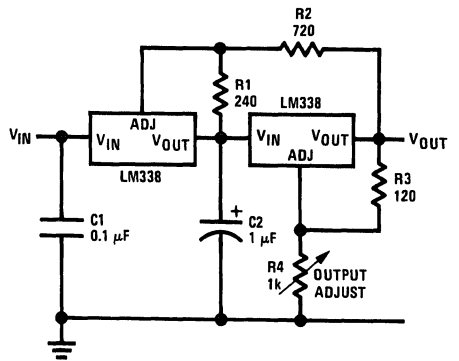 R2
720
R1
240
LM338
ADJ
V_IN
V_IN
V_OUT
LM338
V_IN
V_OUT
ADJ
V_OUT
R3
120
C1
0.1 μF
+
C2
1 μF
R4
1k
OUTPUT
ADJUST